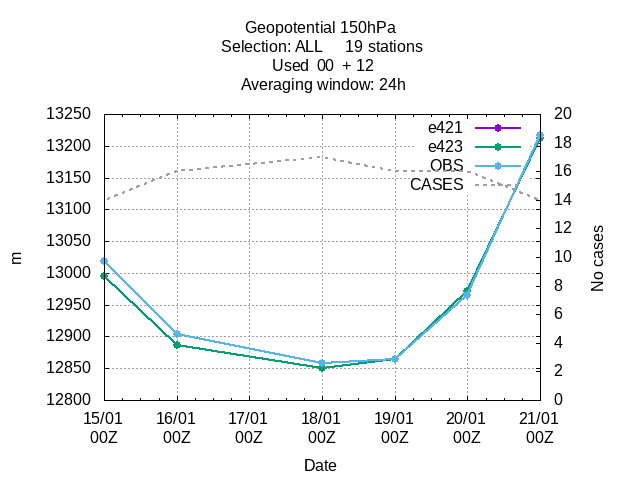 Geopotential 150hPa
Selection: ALL     19 stations
Used  00  + 12
Averaging window: 24h
13250
13200
13150
13100
13050
13000
12950
12900
12850
12800
m
20
18
16
14
12
10
8
6
4
2
0
No cases
e421
e423
OBS
CASES
15/01 16/01 17/01 18/01 19/01 20/01 21/01
00Z 00Z 00Z 00Z 00Z 00Z 00Z
Date